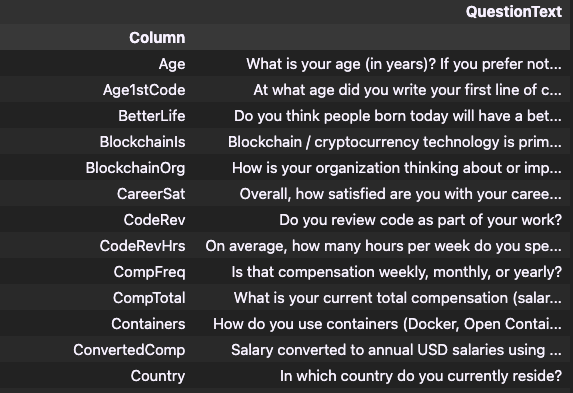 QuestionText
Column
Age What is your age (in years)? If you prefer not...
Age1stCode At what age did you write your first line of c...
BetterLife Do you think people born today will have a bet...
BlockchainIs Blockchain / cryptocurrency technology is prim...
BlockchainOrg How is your organization thinking about or imp...
CareerSat Overall, how satisfied are you with your caree...
CodeRev Do you review code as part of your work?
CodeRevHrs On average, how many hours per week do you spe...
CompFreq Is that compensation weekly, monthly, or yearly?
CompTotal What is your current total compensation (salar...
Containers How do you use containers (Docker, Open Contai...
ConvertedComp Salary converted to annual USD salaries using ...
Country In which country do you currently reside?